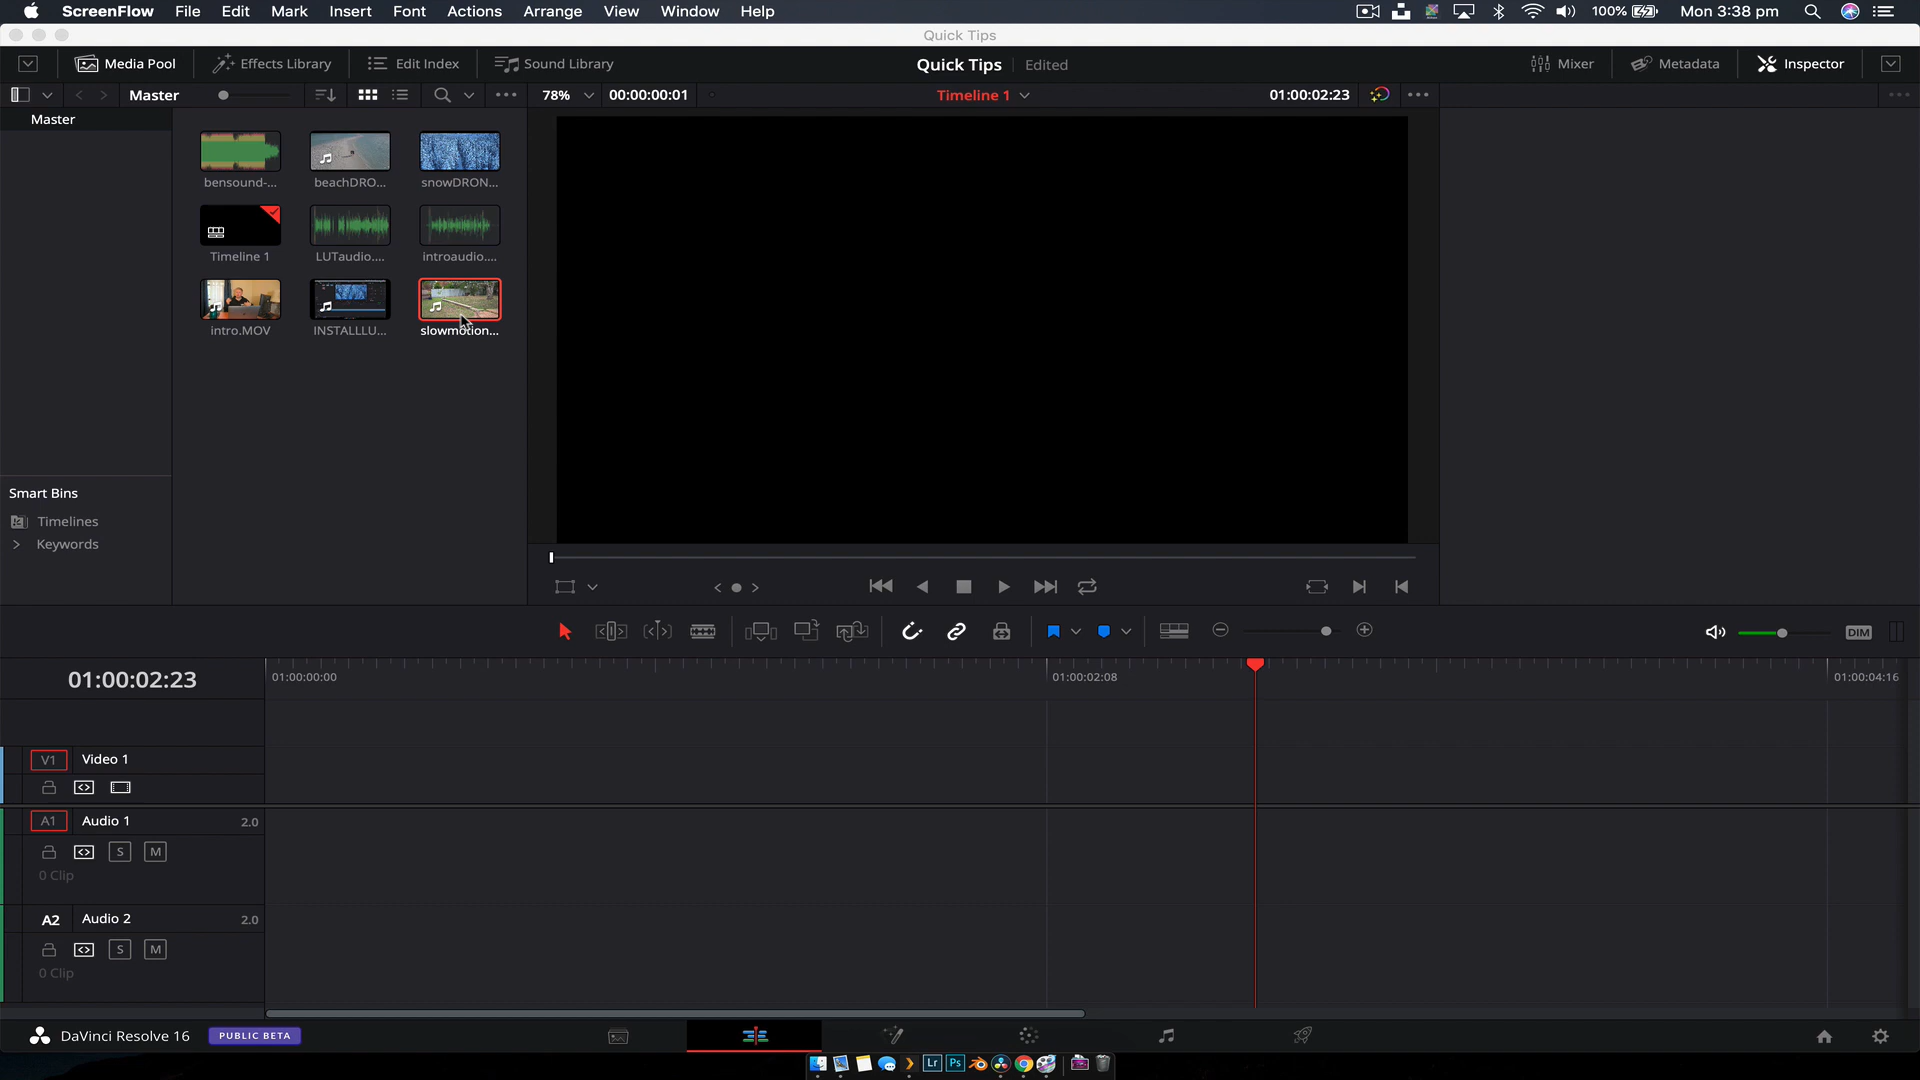 ScreenFlow File Edit Mark Insert Font Actions Arrange View Window Help 100% Mon 3:38 pm
Quick Tips
Media Pool Effects Library Edit Index Sound Library Quick Tips Edited Mixer Metadata Inspector
Master 78% 00:00:00:01 Timeline 1 01:00:02:23
Master
bensound-... beachDRO... snowDRON...
Timeline 1 LUTaudio.... introaudio....
intro.MOV INSTALLLU... slowmotion...
Smart Bins
Timelines
Keywords
DIM
01:00:02:23 01:00:00:00 01:00:02:08 01:00:04:16
V1 Video 1
A1 Audio 1 2.0
S M
0 Clip
A2 Audio 2 2.0
S M
0 Clip
DaVinci Resolve 16 PUBLIC BETA
Lr Ps